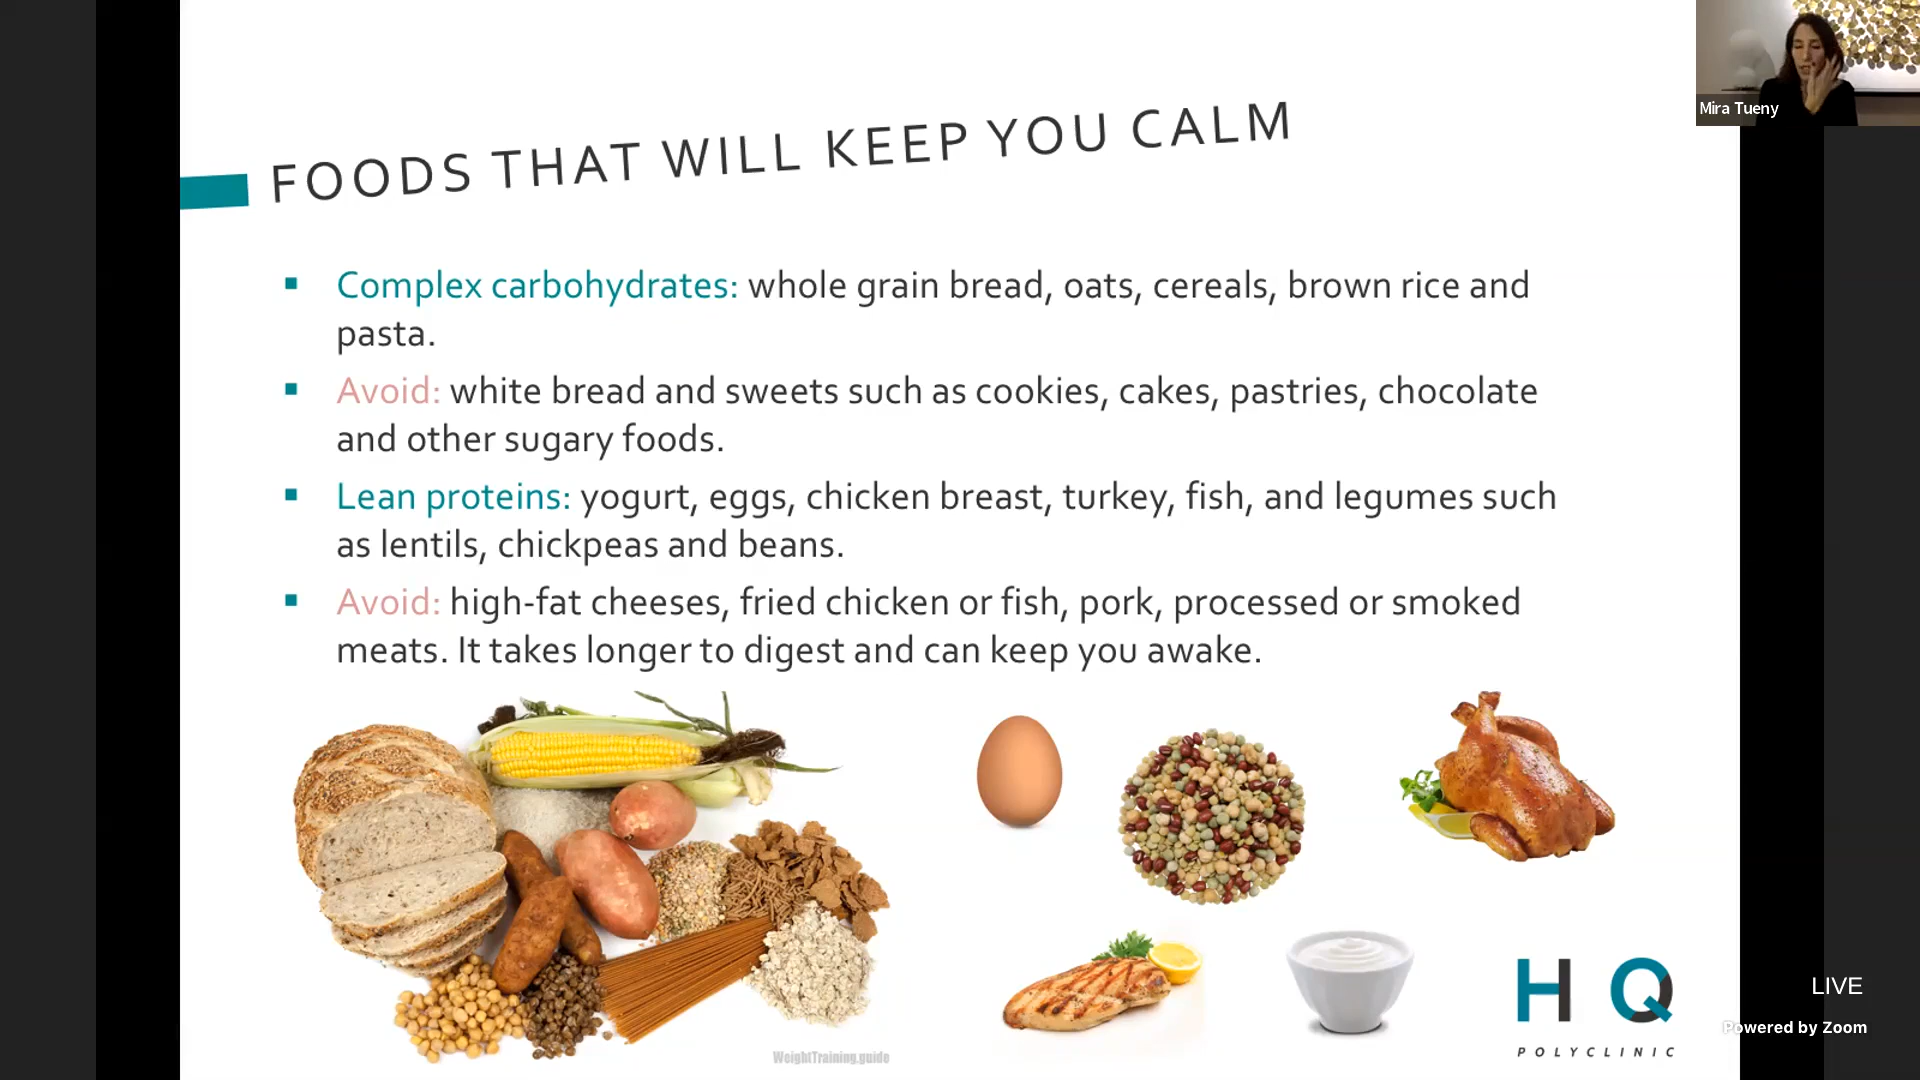 FOODS THAT WILL KEEP YOU CALM
Mira Tueny
▪ Complex carbohydrates: whole grain bread, oats, cereals, brown rice and
pasta.
▪ Avoid: white bread and sweets such as cookies, cakes, pastries, chocolate
and other sugary foods.
▪ Lean proteins: yogurt, eggs, chicken breast, turkey, fish, and legumes such
as lentils, chickpeas and beans.
▪ Avoid: high-fat cheeses, fried chicken or fish, pork, processed or smoked
meats. It takes longer to digest and can keep you awake.
WeightTraining.guide
HQ
POLYCLINIC
LIVE
Powered by Zoom